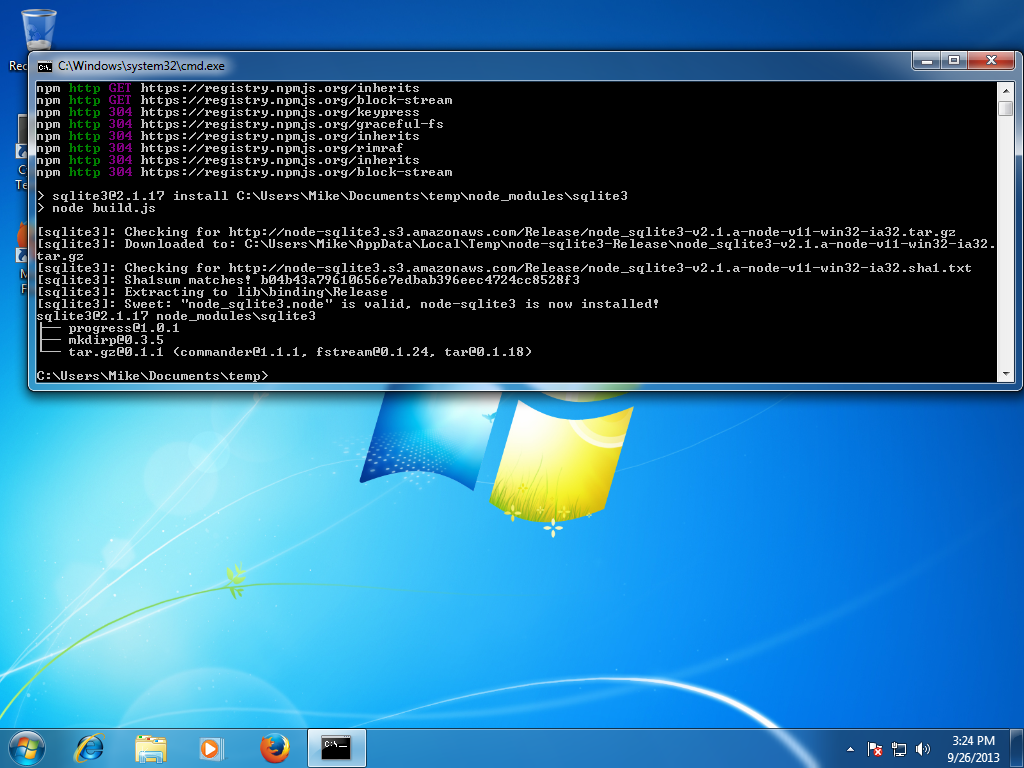 Rec
C:\Windows\system32\cmd.exe
npm http GET https://registry.npmjs.org/inherits
npm http GET https://registry.npmjs.org/block-stream
npm http 304 https://registry.npmjs.org/keypress
npm http 304 https://registry.npmjs.org/graceful-fs
npm http 304 https://registry.npmjs.org/inherits
npm http 304 https://registry.npmjs.org/rimraf
npm http 304 https://registry.npmjs.org/inherits
npm http 304 https://registry.npmjs.org/block-stream
> sqlite3@2.1.17 install C:\Users\Mike\Documents\temp\node_modules\sqlite3
> node build.js
[sqlite3]: Checking for http://node-sqlite3.s3.amazonaws.com/Release/node_sqlite3-v2.1.a-node-v11-win32-ia32.tar.gz
[sqlite3]: Downloaded to: C:\Users\Mike\AppData\Local\Temp\node-sqlite3-Release\node_sqlite3-v2.1.a-node-v11-win32-ia32.
tar.gz
[sqlite3]: Checking for http://node-sqlite3.s3.amazonaws.com/Release/node_sqlite3-v2.1.a-node-v11-win32-ia32.sha1.txt
[sqlite3]: Sha1sum matches! b04b43a79610656e7edbab396eec4724cc8528f3
[sqlite3]: Extracting to lib\binding\Release
[sqlite3]: Sweet: "node_sqlite3.node" is valid, node-sqlite3 is now installed!
sqlite3@2.1.17 node_modules\sqlite3
├── progress@1.0.1
├── mkdirp@0.3.5
└── tar.gz@0.1.1 (commander@1.1.1, fstream@0.1.24, tar@0.1.18)
C:\Users\Mike\Documents\temp>
C
Te
M
F
3:24 PM
9/26/2013